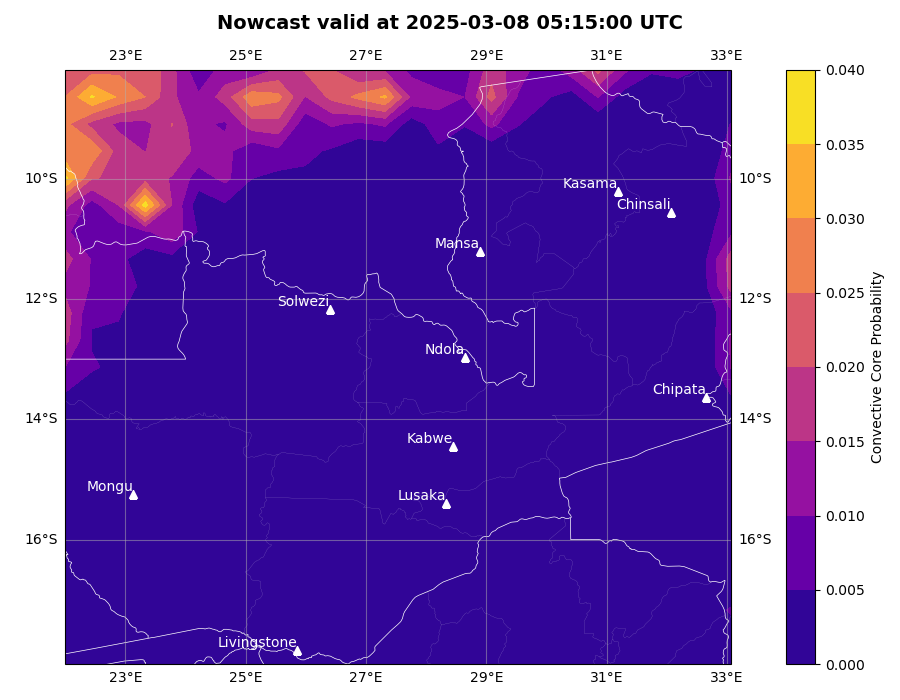 Nowcast valid at 2025-03-08 05:15:00 UTC
23°E 25°E 27°E 29°E 31°E 33°E
0.040
0.035
10°S 10°S
Kasama
Chinsali
0.030
Mansa
0.025
12°S 12°S
Solwezi
0.020
Ndola
Chipata
Convective Core Probability
14°S 14°S
0.015
Kabwe
Mongu
Lusaka
0.010
16°S 16°S
0.005
Livingstone
0.000
23°E 25°E 27°E 29°E 31°E 33°E